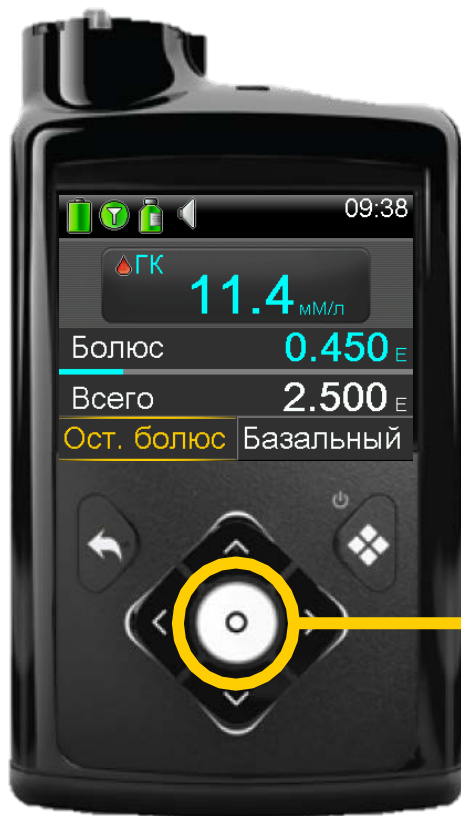 09:38
ГК
11.4 мМ/л
Болюс 0.450 Е
Всего 2.500 Е
Ост. болюс Базальный